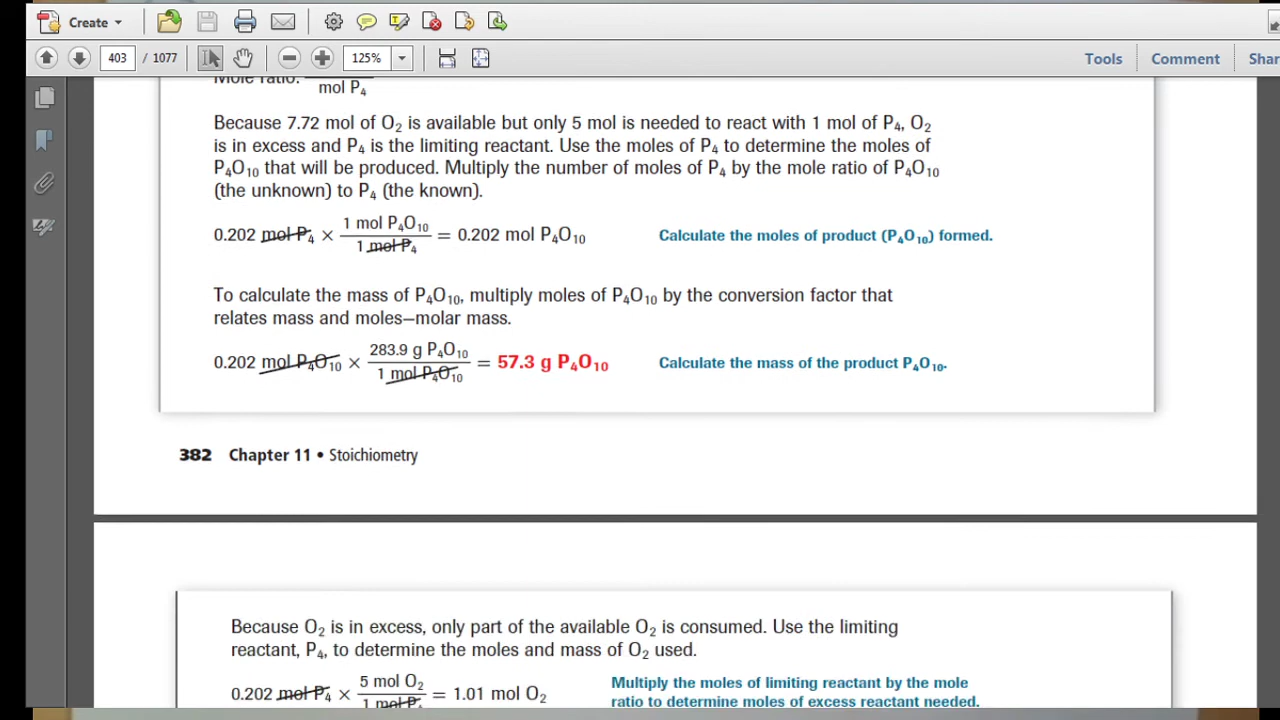 Create
403 / 1077 125% Tools Comment Shar
Mole ratio:
mol P₄
Because 7.72 mol of O₂ is available but only 5 mol is needed to react with 1 mol of P₄, O₂
is in excess and P₄ is the limiting reactant. Use the moles of P₄ to determine the moles of
P₄O₁₀ that will be produced. Multiply the number of moles of P₄ by the mole ratio of P₄O₁₀
(the unknown) to P₄ (the known).
0.202 mol P₄ × 1 mol P₄O₁₀ / 1 mol P₄ = 0.202 mol P₄O₁₀ Calculate the moles of product (P₄O₁₀) formed.
To calculate the mass of P₄O₁₀, multiply moles of P₄O₁₀ by the conversion factor that
relates mass and moles—molar mass.
0.202 mol P₄O₁₀ × 283.9 g P₄O₁₀ / 1 mol P₄O₁₀ = 57.3 g P₄O₁₀ Calculate the mass of the product P₄O₁₀.
382 Chapter 11 • Stoichiometry
Because O₂ is in excess, only part of the available O₂ is consumed. Use the limiting
reactant, P₄, to determine the moles and mass of O₂ used.
0.202 mol P₄ × 5 mol O₂ / 1 mol P₄ = 1.01 mol O₂ Multiply the moles of limiting reactant by the mole
ratio to determine moles of excess reactant needed.